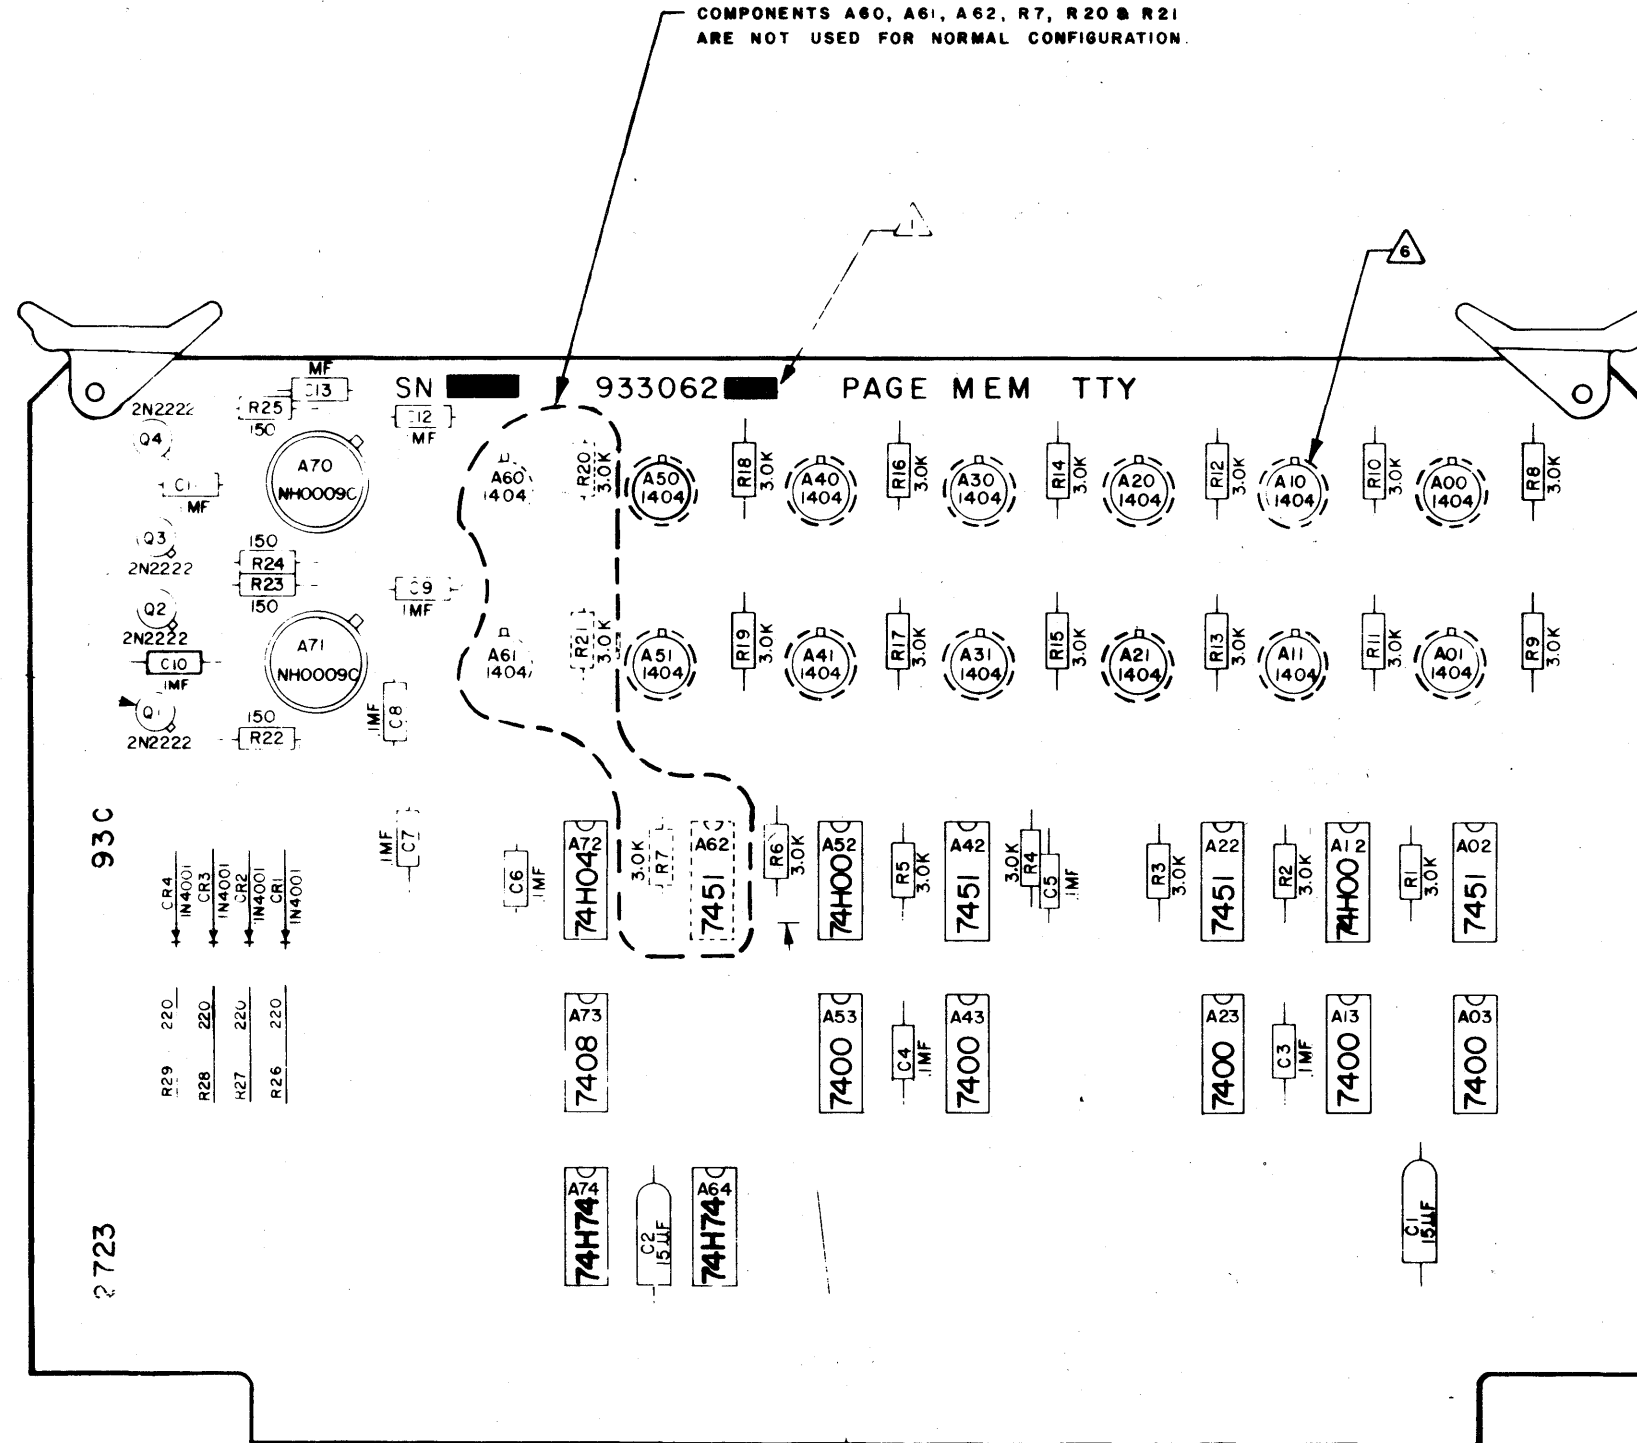 COMPONENTS A60, A61, A62, R7, R20 & R21
ARE NOT USED FOR NORMAL CONFIGURATION.
1
6
SN 933062 PAGE MEM TTY
MF
C13
2N2222
R25
150
Q4
C12
MF
A70
NH0009C
MF
Q3
2N2222
150
R24
R23
150
C9
.1MF
Q2
2N2222
C10
.1MF
A71
NH0009C
2N2222
150
R22
.1MF
C8
A60
1404
R20
3.0K
A50
1404
R18
3.0K
A40
1404
R16
3.0K
A30
1404
R14
3.0K
A20
1404
R12
3.0K
A10
1404
R10
3.0K
A00
1404
R8
3.0K
A61
1404
R21
3.0K
A51
1404
R19
3.0K
A41
1404
R17
3.0K
A31
1404
R15
3.0K
A21
1404
R13
3.0K
A11
1404
R11
3.0K
A01
1404
R9
3.0K
93C
CR4
1N4001
CR3
1N4001
CR2
1N4001
CR1
1N4001
.1MF
C7
C6
.1MF
A72
74H04
3.0K
R7
A62
7451
R6
3.0K
A52
74H00
R5
3.0K
A42
7451
3.0K
R4
C5
.1MF
R3
3.0K
A22
7451
R2
3.0K
A12
74H00
R1
3.0K
A02
7451
R29 220
R28 220
R27 220
R26 220
A73
7408
A53
7400
C4
.1MF
A43
7400
A23
7400
C3
.1MF
A13
7400
A03
7400
2723
A74
74H74
C2
15µF
A64
74H74
C1
15µF